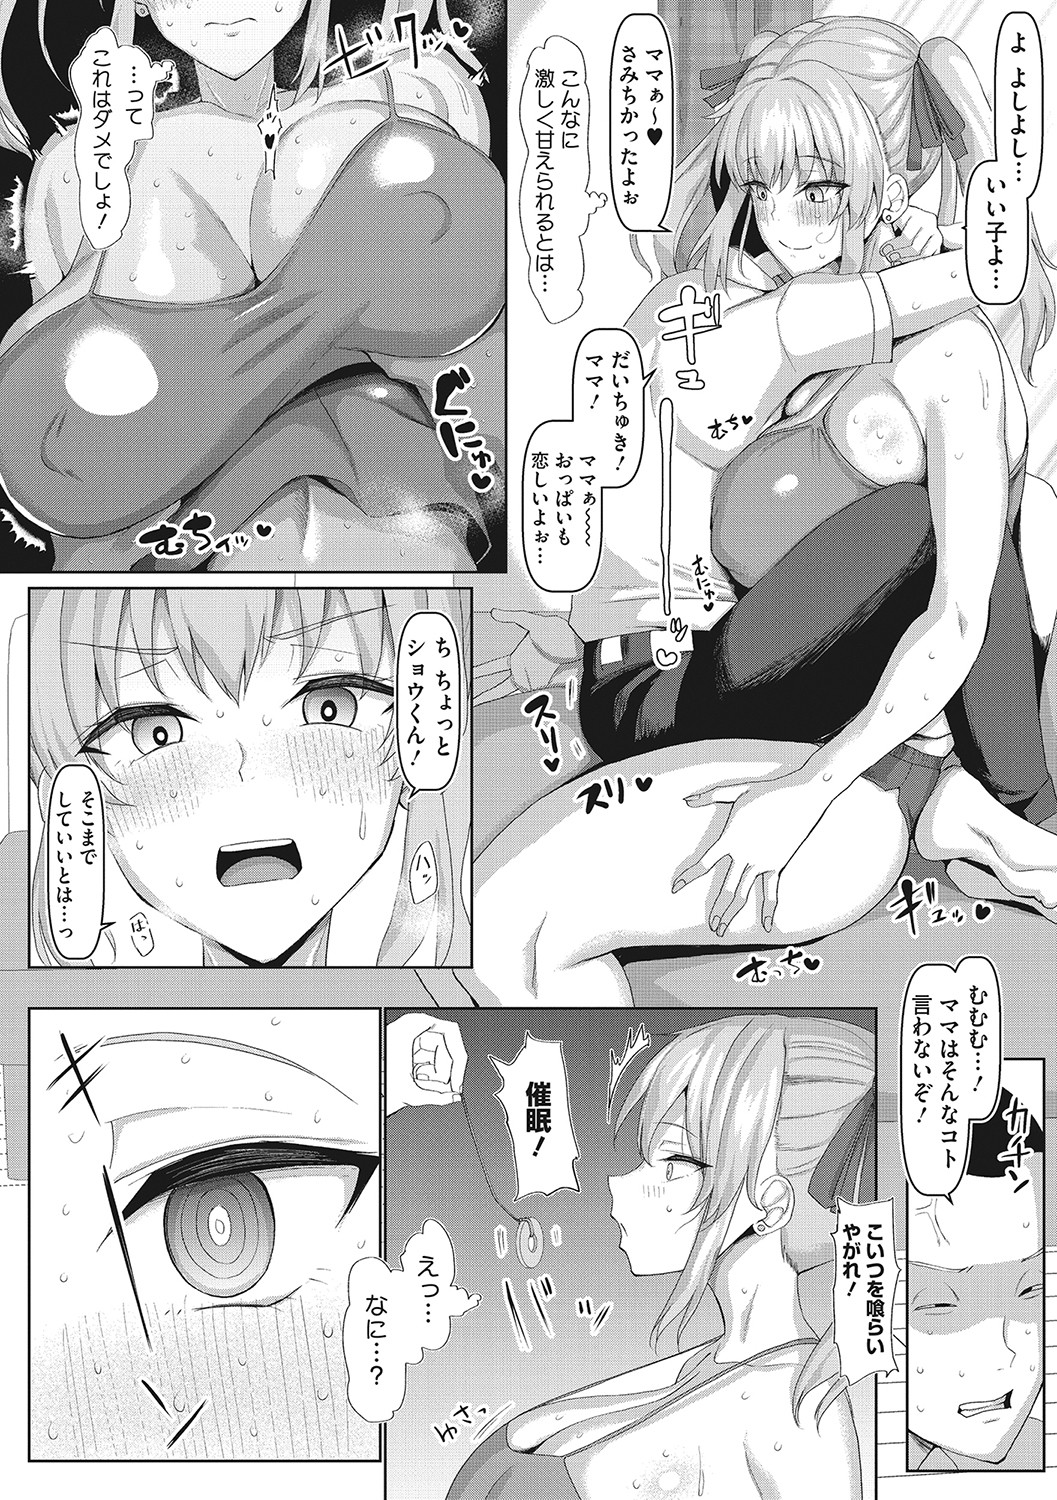 よ よしよし…
いい子よ…
ママぁ～♥
さみちかったよぉ
こんなに
激しく甘えられるとは…
ギュ
ーッ♡
だいちゅき！
ママ！
むち♥
ママぁ～～～
おっぱいも
恋しいよぉ…
むにゅ♥
スリ♥
スリ♥
ギュッ♥
むっち♥
ビクッ♥
…って
これはダメでしょ！
ぐにゅ♥
むちィッ♥
ち ちょっと
ショウくん！
そこまで
していいとは…っ
ハッ
はっ
むむむ…！
ママはそんなコト
言わないぞ！
カチン
こいつを喰らい
やがれ！
催眠！
えっ…
なに…？
ゆさっ